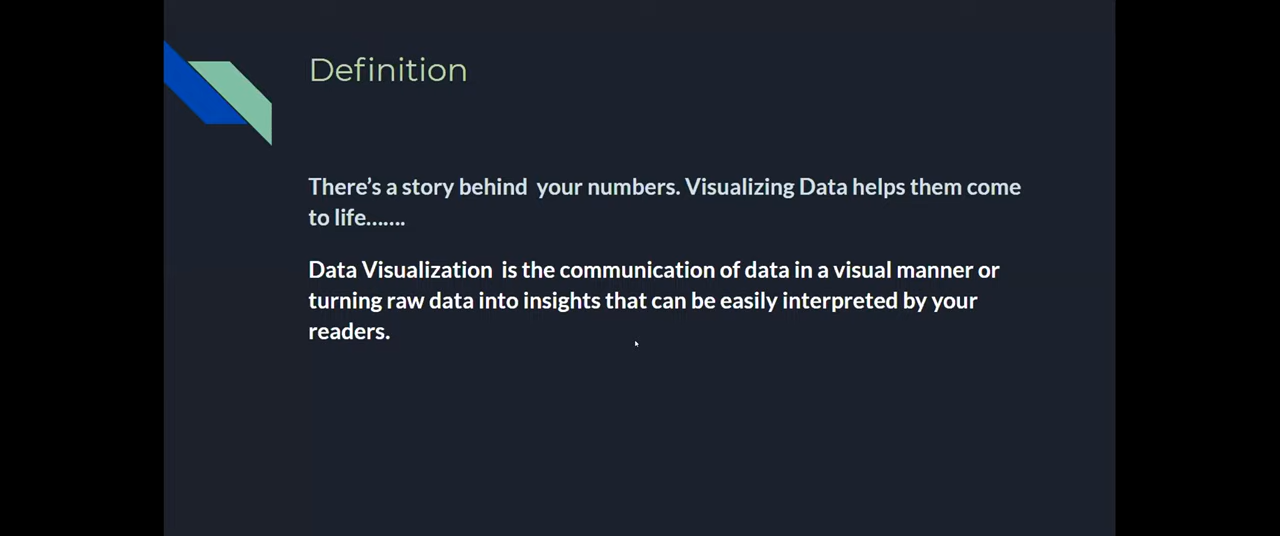 Definition
There’s a story behind  your numbers. Visualizing Data helps them come
to life…….
Data Visualization  is the communication of data in a visual manner or
turning raw data into insights that can be easily interpreted by your
readers.